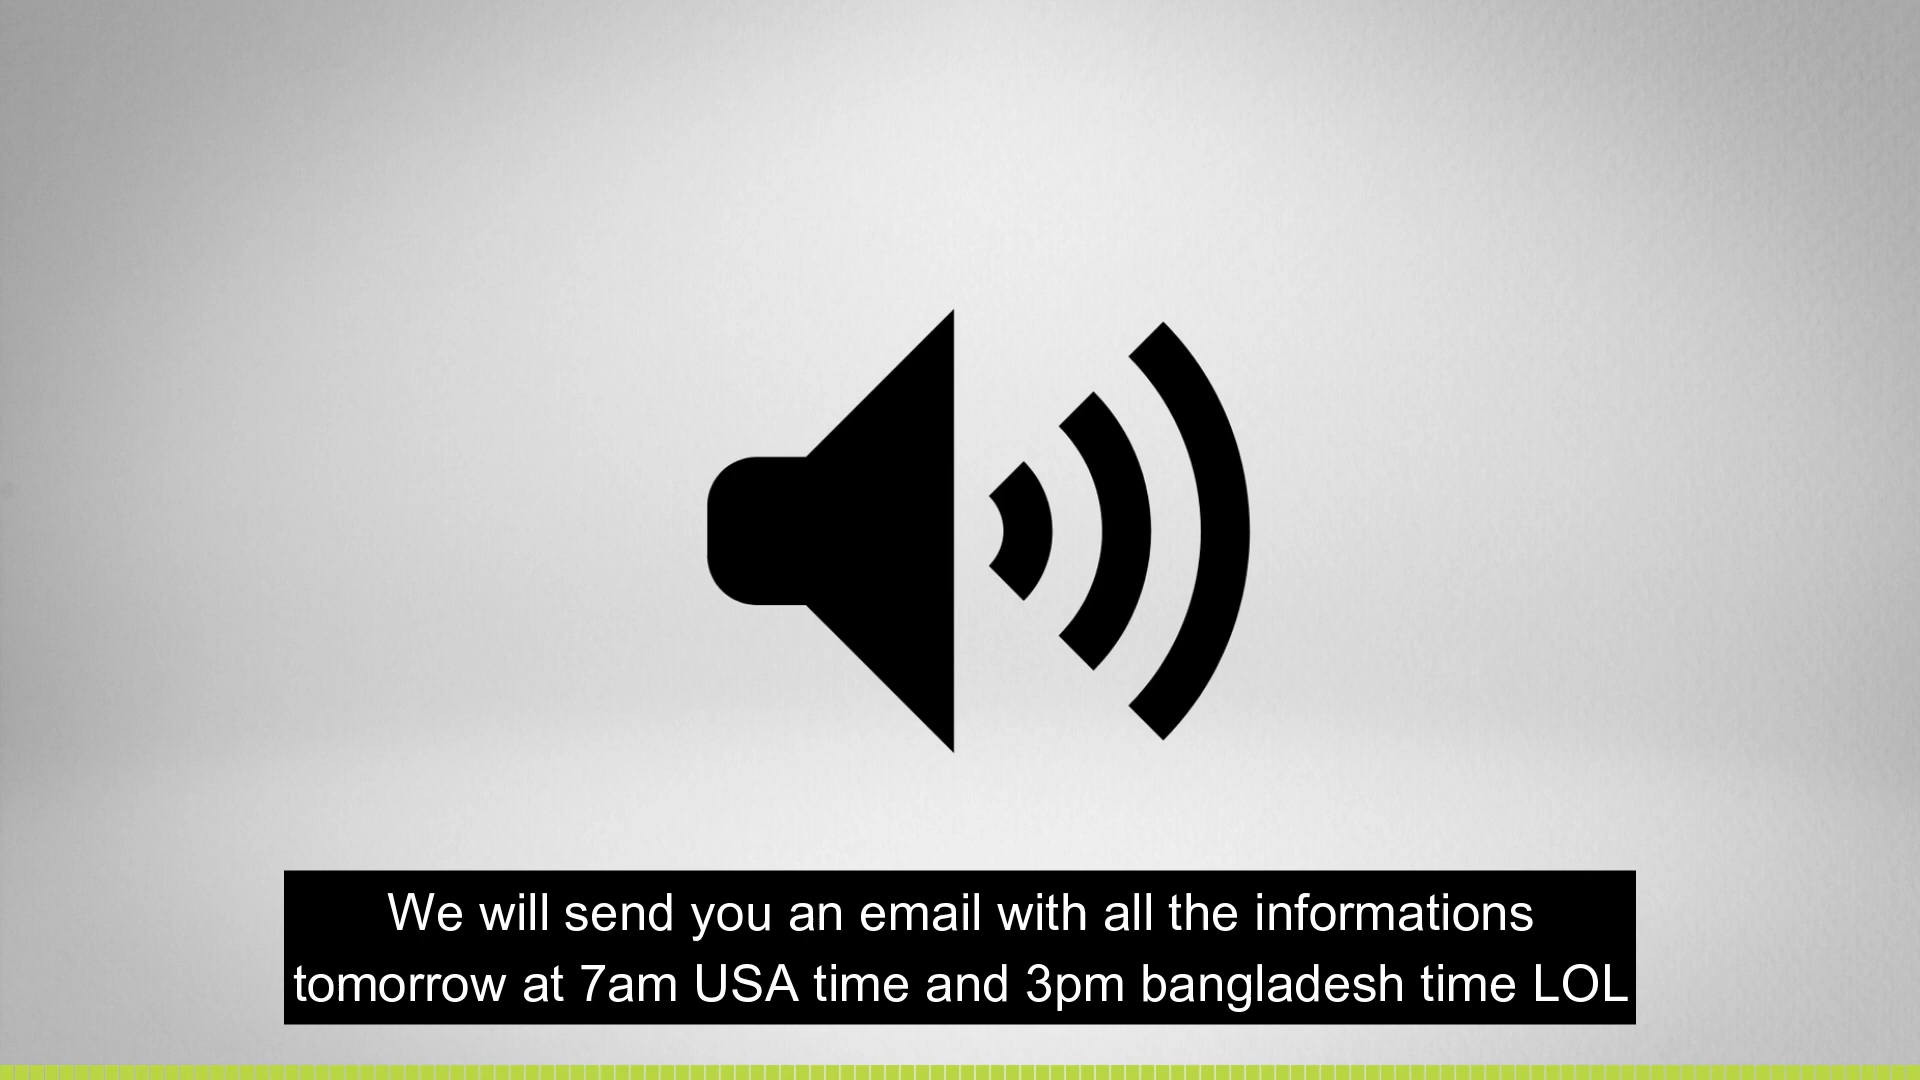 We will send you an email with all the informations
tomorrow at 7am USA time and 3pm bangladesh time LOL